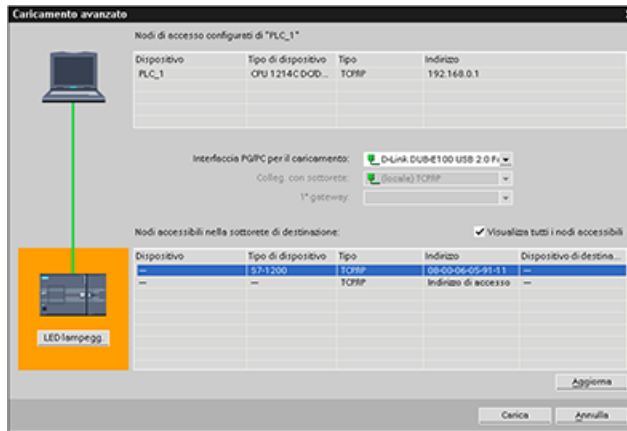 Caricamento avanzato
Nodi di accesso configurati di "PLC_1"
Dispositivo Tipo di dispositivo Tipo Indirizzo
PLC_1 CPU 1214C DC/D... TCP/IP 192.168.0.1
Interfaccia PG/PC per il caricamento: D-Link DUB-E100 USB 2.0 Fa
Colleg. con sottorete: (locale) TCP/IP
1° gateway:
Nodi accessibili nella sottorete di destinazione: Visualizza tutti i nodi accessibili
Dispositivo Tipo di dispositivo Tipo Indirizzo Dispositivo di destina...
— S7-1200 TCP/IP 08-00-06-05-91-11 —
— — TCP/IP Indirizzo di accesso —
LED lampegg.
Aggiorna
Carica Annulla